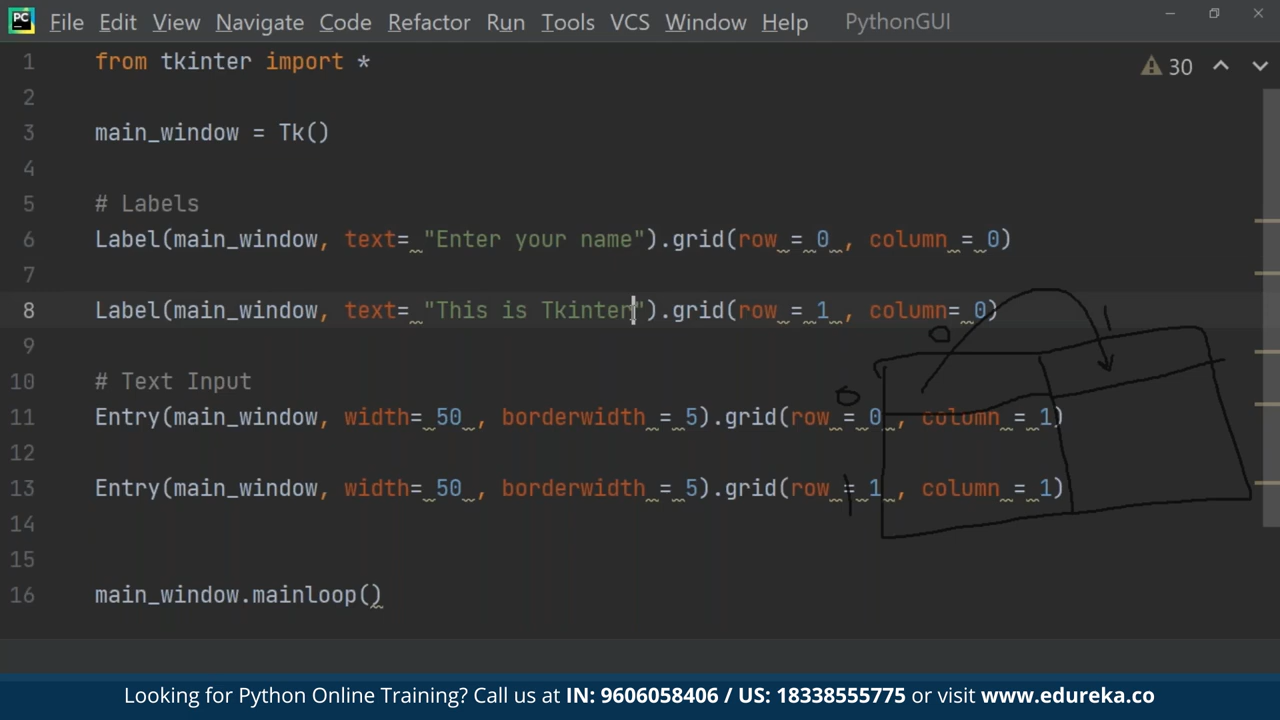 PC File Edit View Navigate Code Refactor Run Tools VCS Window Help PythonGUI
30
1 from tkinter import *
2
3 main_window = Tk()
4
5 # Labels
6 Label(main_window, text= "Enter your name").grid(row = 0 , column = 0)
7
8 Label(main_window, text= "This is Tkinter").grid(row = 1 , column= 0)
0 1
9
10 # Text Input
0
11 Entry(main_window, width= 50 , borderwidth = 5).grid(row = 0 , column = 1)
12
13 Entry(main_window, width= 50 , borderwidth = 5).grid(row = 1 , column = 1)
1
14
15
16 main_window.mainloop()
Looking for Python Online Training? Call us at IN: 9606058406 / US: 18338555775 or visit www.edureka.co